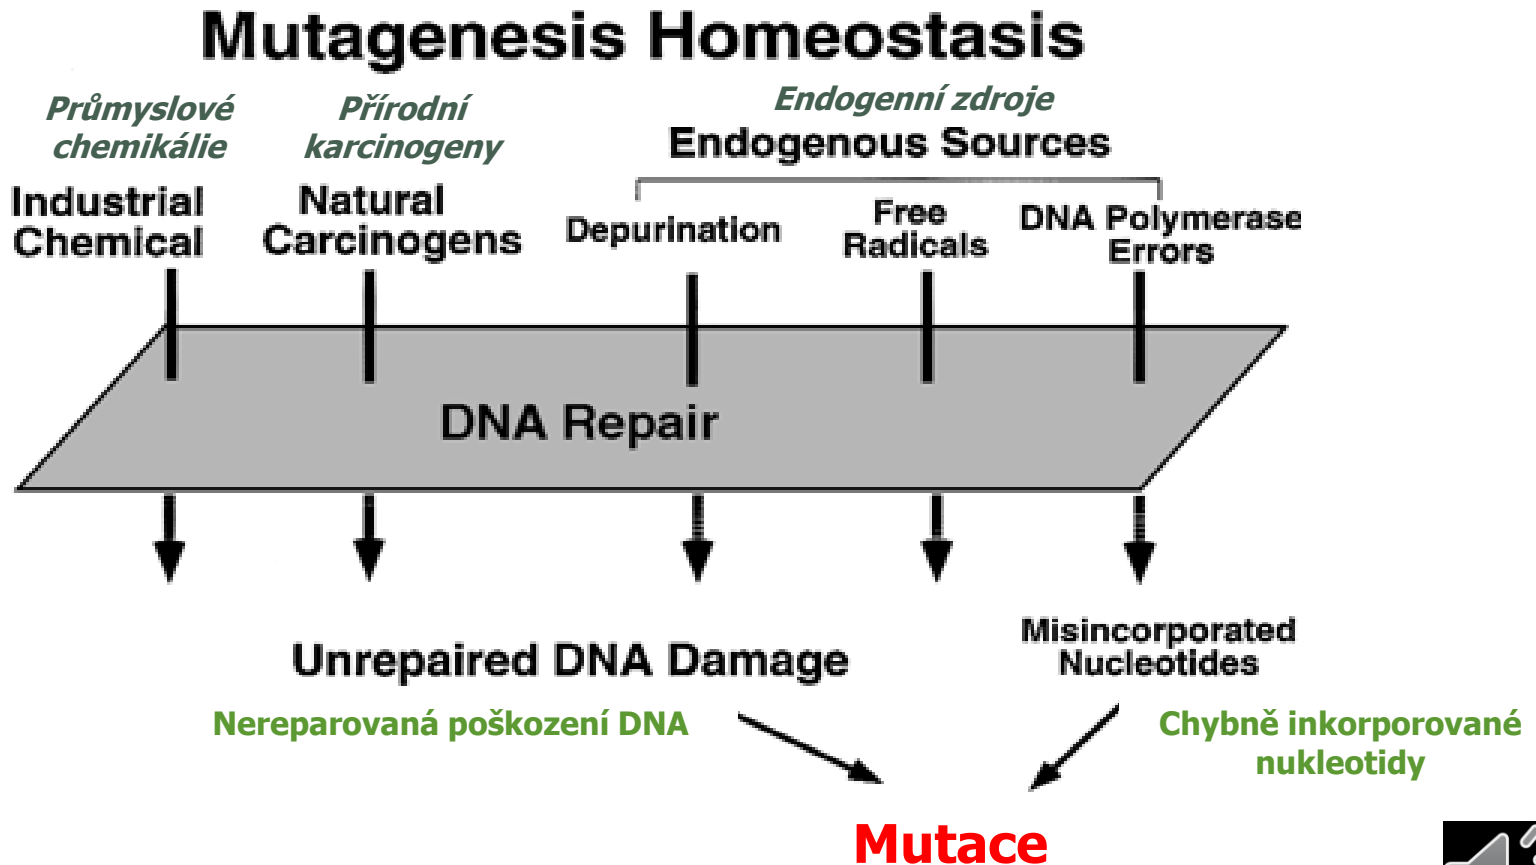 Mutagenesis Homeostasis
Průmyslové
chemikálie
Přírodní
karcinogeny
Endogenní zdroje
Endogenous Sources
Industrial
Chemical
Natural
Carcinogens
Depurination
Free
Radicals
DNA Polymerase
Errors
DNA Repair
Unrepaired DNA Damage
Misincorporated
Nucleotides
Nereparovaná poškození DNA
Chybně inkorporované
nukleotidy
Mutace